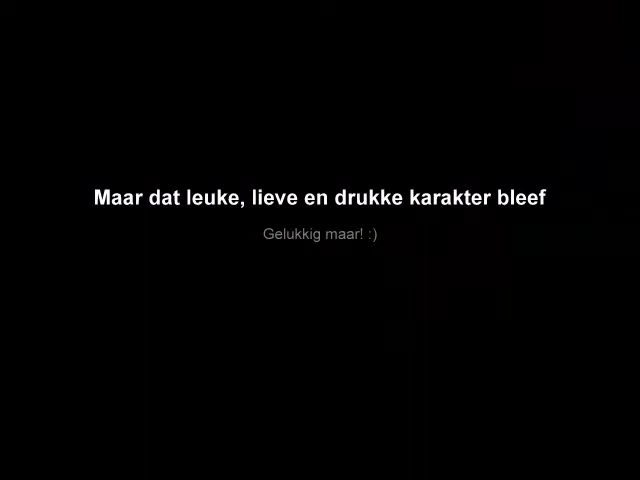 Maar dat leuke, lieve en drukke karakter bleef
Gelukkig maar! :)